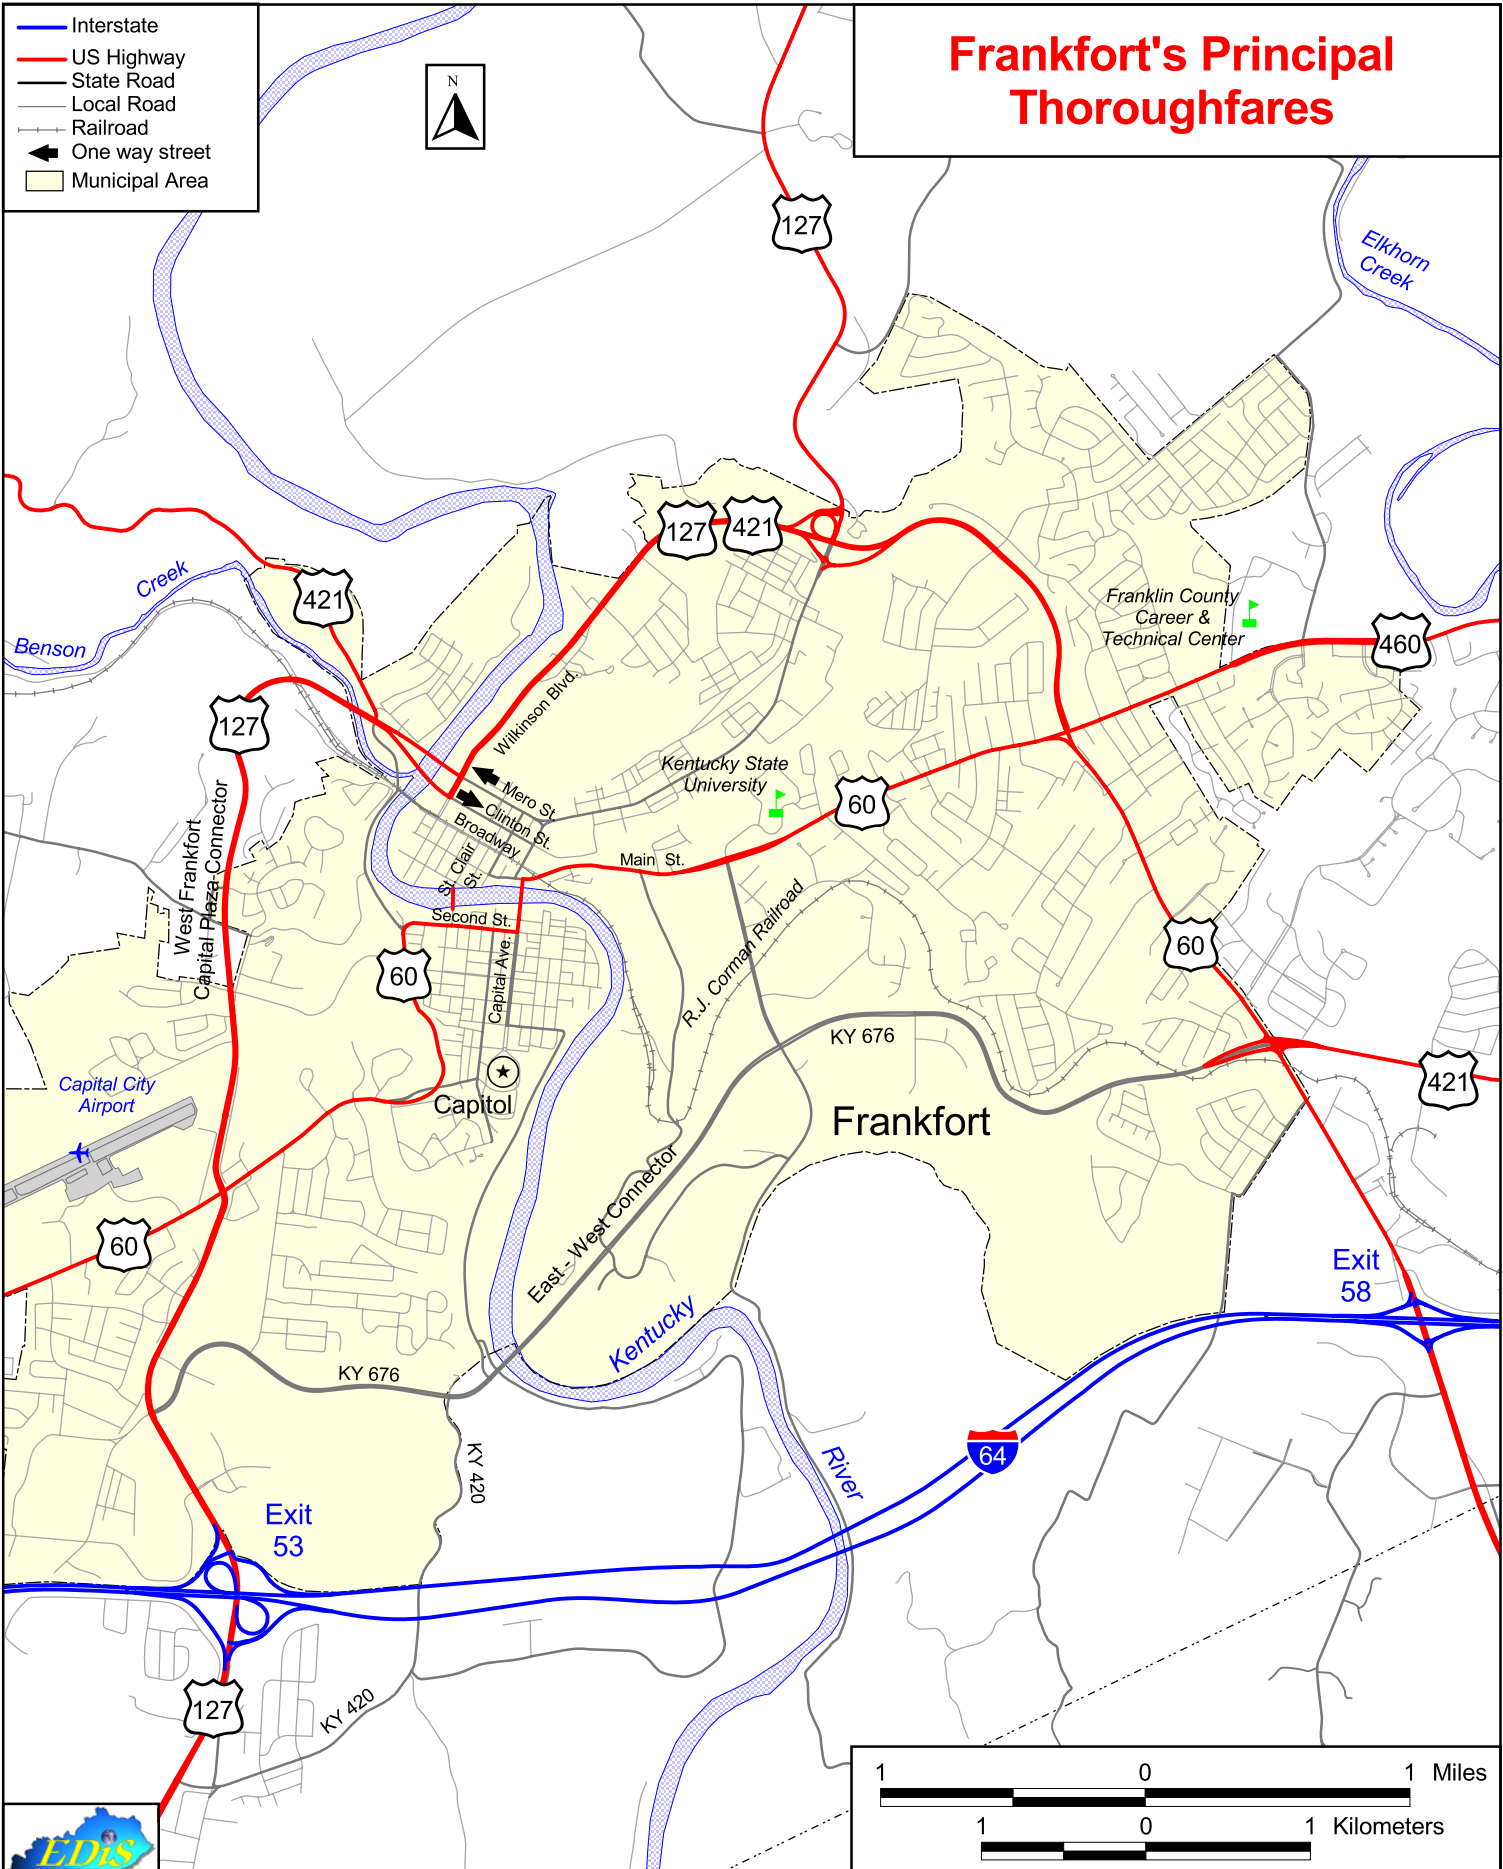 Interstate
US Highway
State Road
Local Road
Railroad
One way street
Municipal Area
N
Frankfort's Principal
Thoroughfares
127
Elkhorn
Creek
127
421
421
Creek
Benson
Franklin County
Career &
Technical Center
460
127
Wilkinson Blvd.
Kentucky State
University
60
Mero St.
Clinton St.
Broadway
St. Clair
St.
Main St.
West Frankfort
Capital Plaza Connector
Second St.
60
Capital Ave.
R.J. Corman Railroad
60
KY 676
421
Capital City
Airport
Capitol
Frankfort
60
East - West Connector
Exit
58
Kentucky
River
KY 676
KY 420
64
Exit
53
127
KY 420
1 0 1 Miles
1 0 1 Kilometers
EDiS